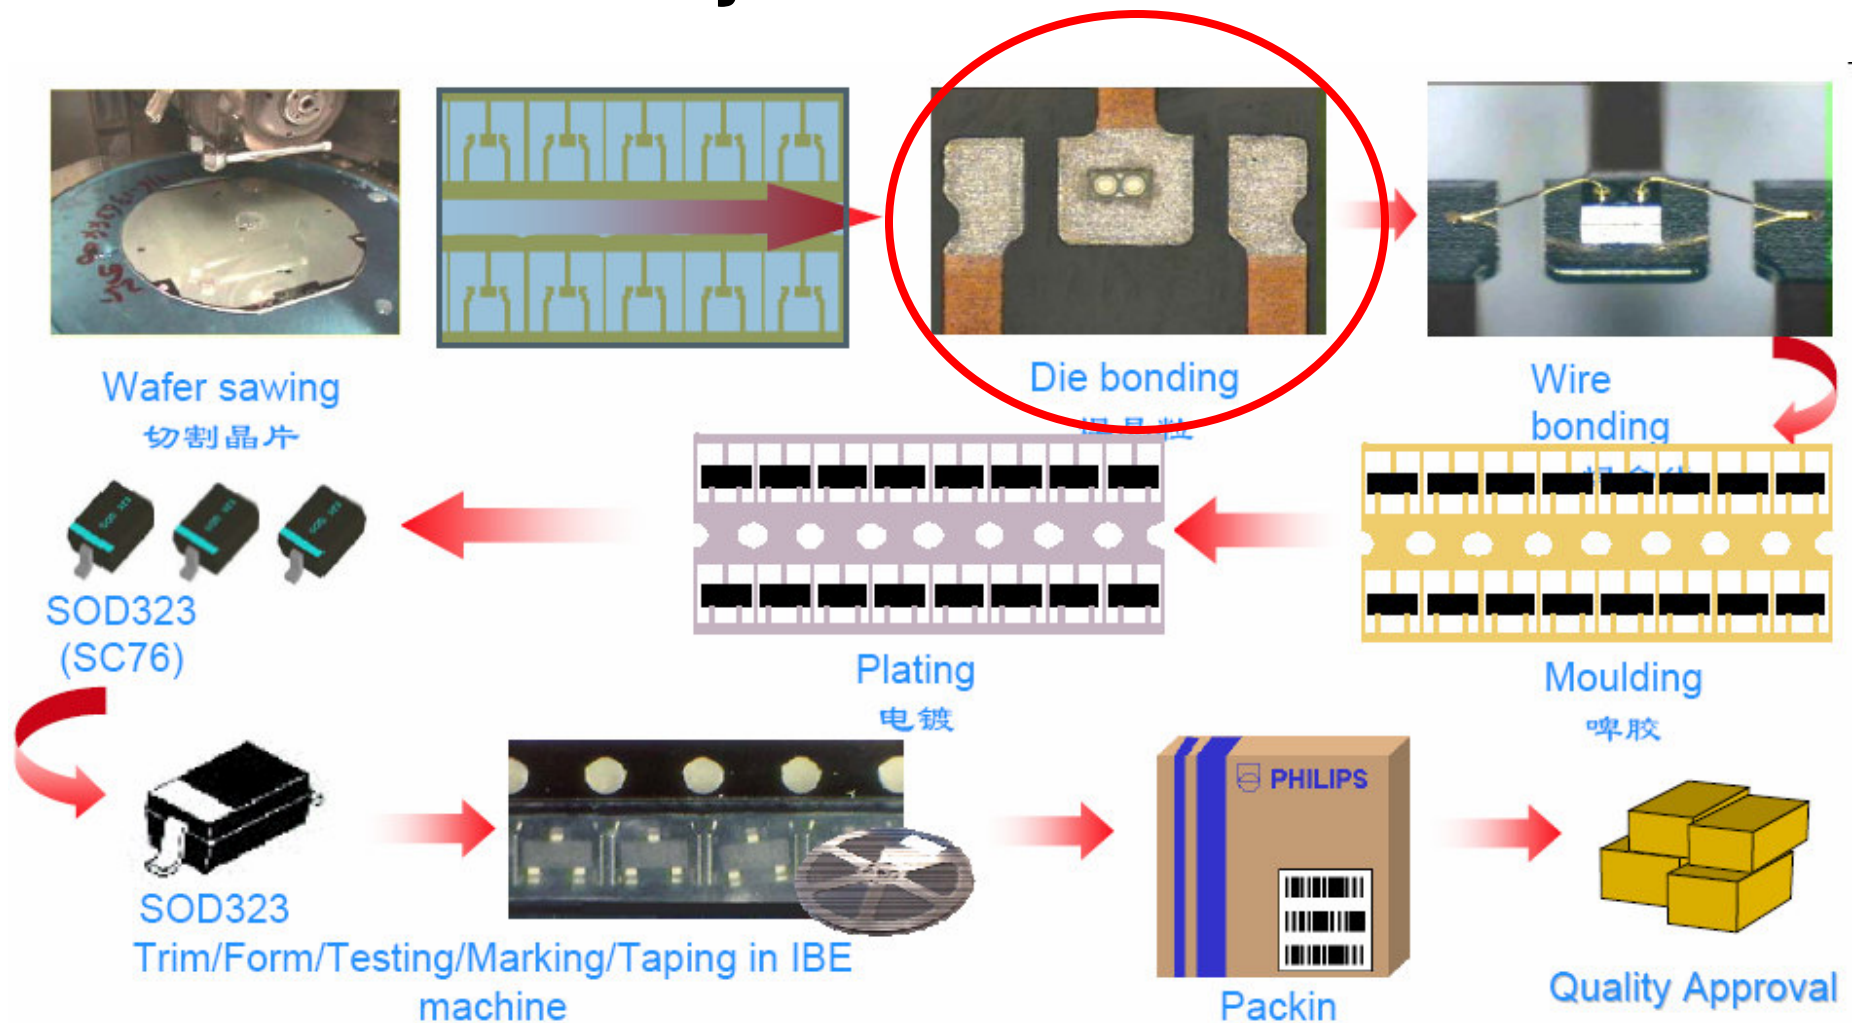 Wafer sawing
切割晶片
Die bonding
Wire
bonding
SOD323
(SC76)
Plating
电镀
Moulding
啤胶
PHILIPS
SOD323
Trim/Form/Testing/Marking/Taping in IBE
machine
Packin
Quality Approval